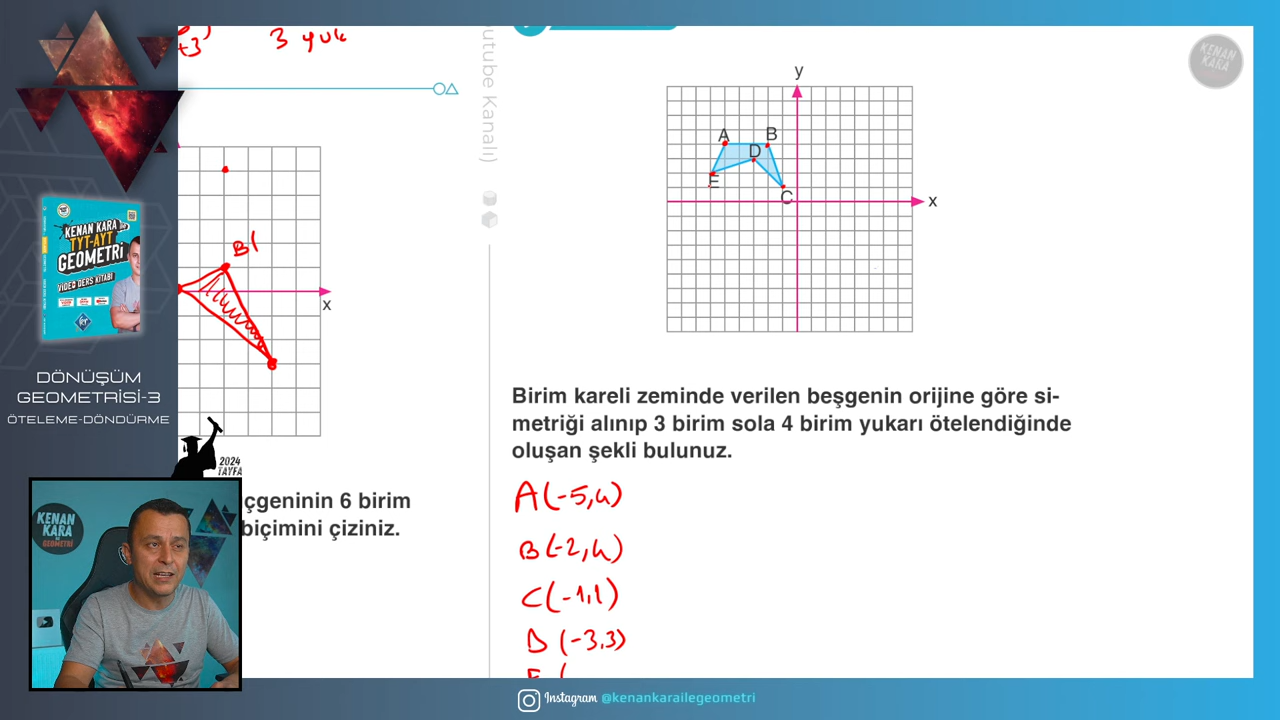 +3)
3 yuk
utube Kanalı)
B'
x
2024
TAYFA
çgeninin 6 birim
biçimini çiziniz.
KENAN KARA
TYT-AYT
GEOMETRİ
VİDEO DERS KİTABI
DÖNÜŞÜM
GEOMETRİSİ-3
ÖTELEME-DÖNDÜRME
KENAN
KARA
GEOMETRİ
KENAN
KARA
y
A
B
D
E
C
x
Birim kareli zeminde verilen beşgenin orijine göre si-
metriği alınıp 3 birim sola 4 birim yukarı ötelendiğinde
oluşan şekli bulunuz.
A(-5,4)
B(-2,4)
C(-1,1)
D(-3,3)
E(
Instagram @kenankarailegeometri